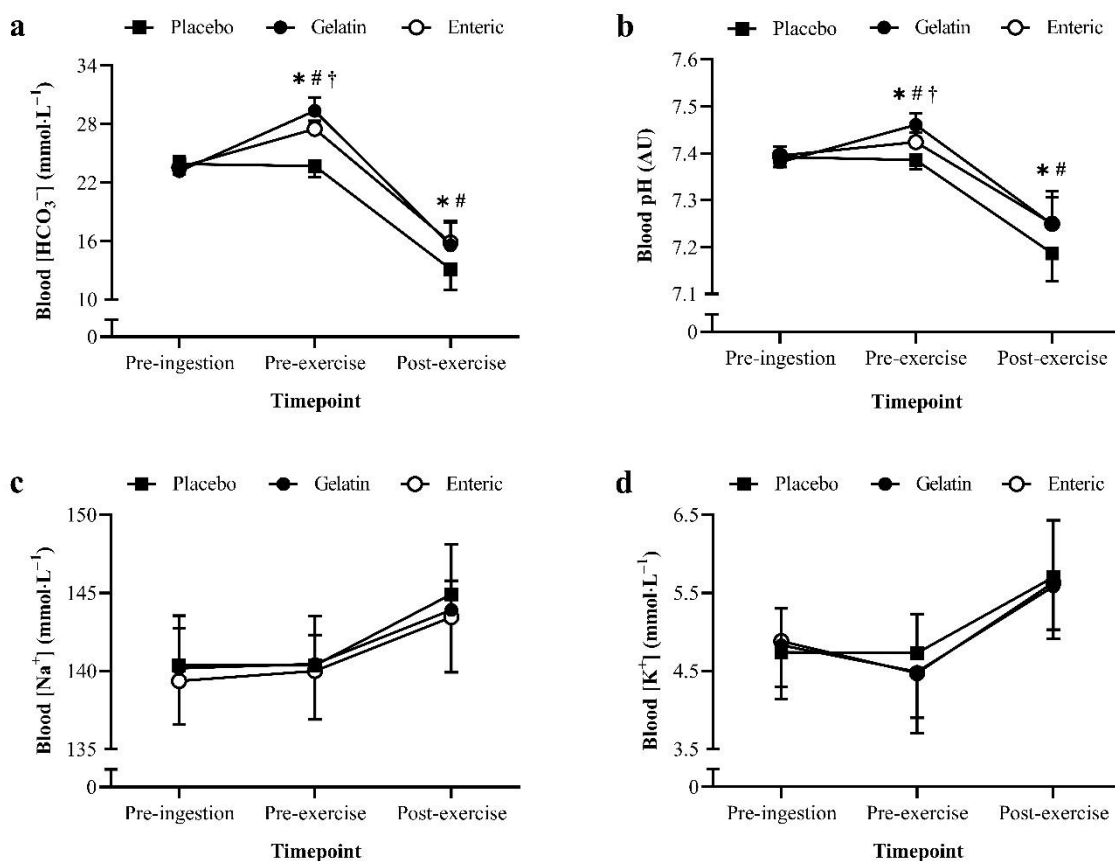 a
Placebo Gelatin Enteric
Blood [HCO₃⁻] (mmol·L⁻¹)
34
28
22
16
10
0
* # †
* #
Pre-ingestion Pre-exercise Post-exercise
Timepoint
b
Placebo Gelatin Enteric
Blood pH (AU)
7.6
7.5
7.4
7.3
7.2
7.1
0
* # †
* #
Pre-ingestion Pre-exercise Post-exercise
Timepoint
c
Placebo Gelatin Enteric
Blood [Na⁺] (mmol·L⁻¹)
150
145
140
135
0
Pre-ingestion Pre-exercise Post-exercise
Timepoint
d
Placebo Gelatin Enteric
Blood [K⁺] (mmol·L⁻¹)
6.5
5.5
4.5
3.5
0
Pre-ingestion Pre-exercise Post-exercise
Timepoint